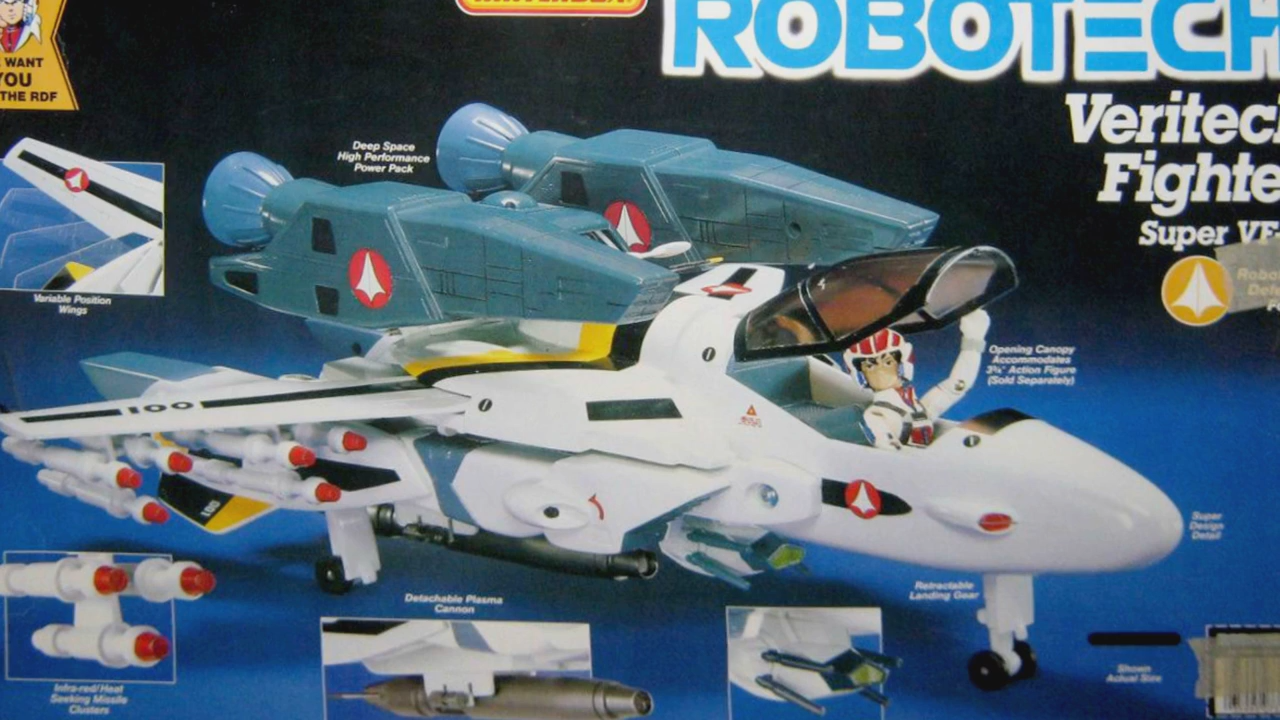 ROBOTECH
WANT
YOU
THE RDF
Veritec
Fighte
Super VF-
Deep Space
High Performance
Power Pack
Variable Position
Wings
Opening Canopy
Accommodates
3¾" Action Figure
(Sold Separately)
100
Super
Design
Detail
Retractable
Landing Gear
Detachable Plasma
Cannon
Shown
Actual Size
Infra-red/Heat
Seeking Missile
Clusters